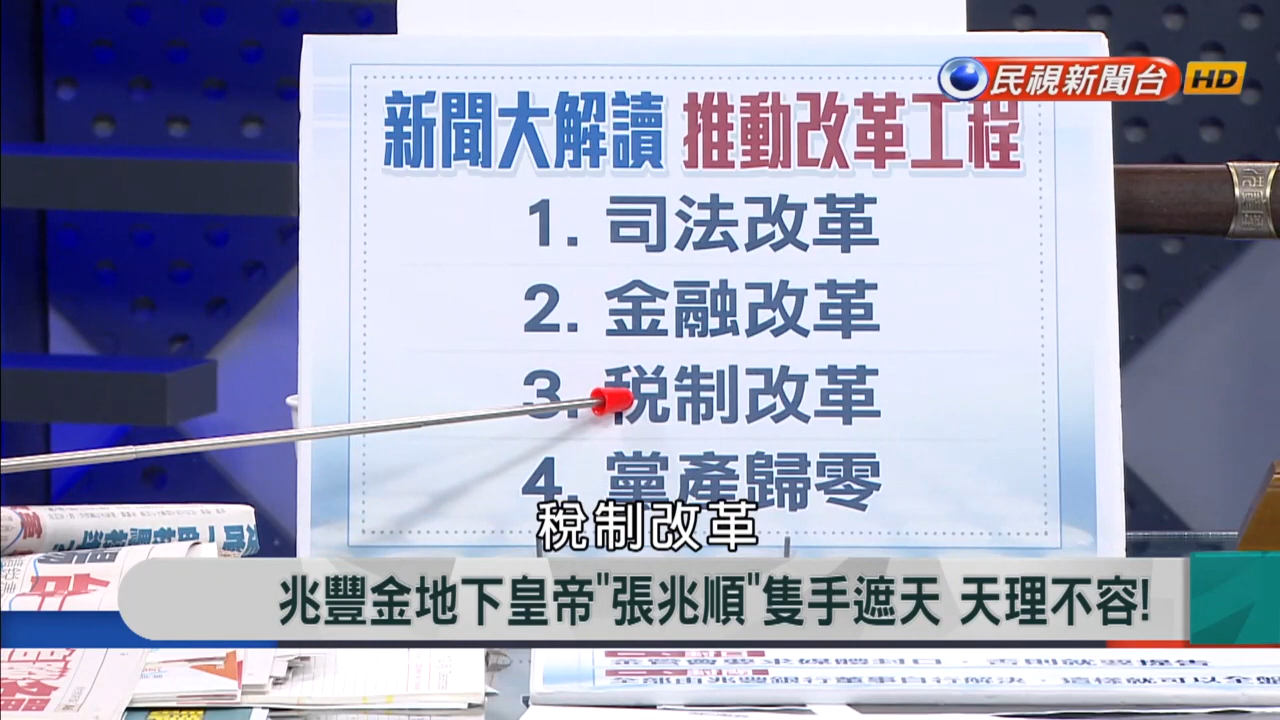 民視新聞台 HD
新聞大解讀 推動改革工程
1. 司法改革
2. 金融改革
3. 税制改革
4. 黨產歸零
稅制改革
兆豐金地下皇帝"張兆順"隻手遮天 天理不容!